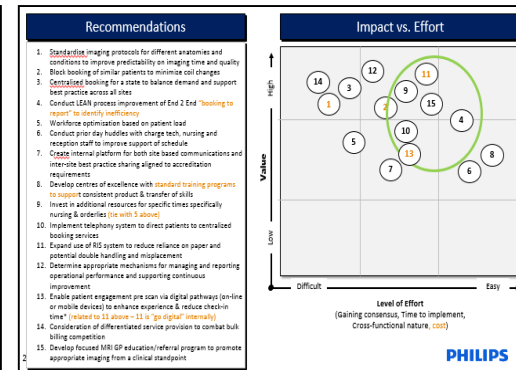 Recommendations
1. Standardise imaging protocols for different anatomies and
conditions to improve predictability on imaging time and quality
2. Block booking of similar patients to minimize coil changes
3. Centralised booking for a state to balance demand and support
best practice across all sites
4. Conduct LEAN process improvement of End 2 End "booking to
report" to identify inefficiency
5. Workforce optimisation based on patient load
6. Conduct prior day huddles with charge tech, nursing and
reception staff to improve support of schedule
7. Create internal platform for both site based communications and
inter-site best practice sharing aligned to accreditation
requirements
8. Develop centres of excellence with standard training programs
to support consistent product & transfer of skills
9. Invest in additional resources for specific times specifically
nursing & orderlies (tie with 5 above)
10. Implement telephony system to direct patients to centralized
booking services
11. Expand use of RIS system to reduce reliance on paper and
potential double handling and misplacement
12. Determine appropriate mechanisms for managing and reporting
operational performance and supporting continuous
improvement
13. Enable patient engagement pre scan via digital pathways (on-line
or mobile devices) to enhance experience & reduce check-in
time* (related to 11 above – 11 is "go digital" internally)
14. Consideration of differentiated service provision to combat bulk
billing competition
15. Develop focused MRI GP education/referral program to promote
appropriate imaging from a clinical standpoint
2
Impact vs. Effort
High
Value
Low
12
11
14
3
9
1
2
15
4
10
5
13
8
7
6
Difficult
Easy
Level of Effort
(Gaining consensus, Time to implement,
Cross-functional nature, cost)
PHILIPS